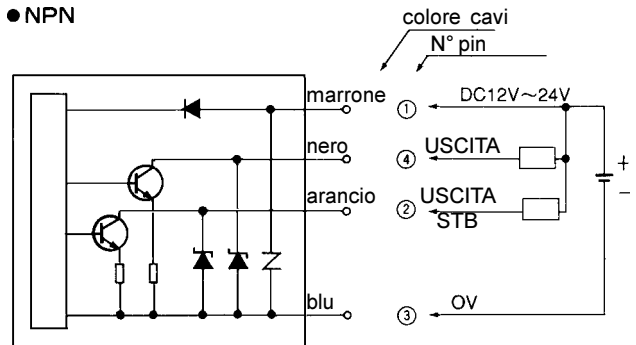 ● NPN
colore cavi
N° pin
marrone ① DC12V～24V
nero ④ USCITA
+
−
arancio ② USCITA
STB
blu ③ OV